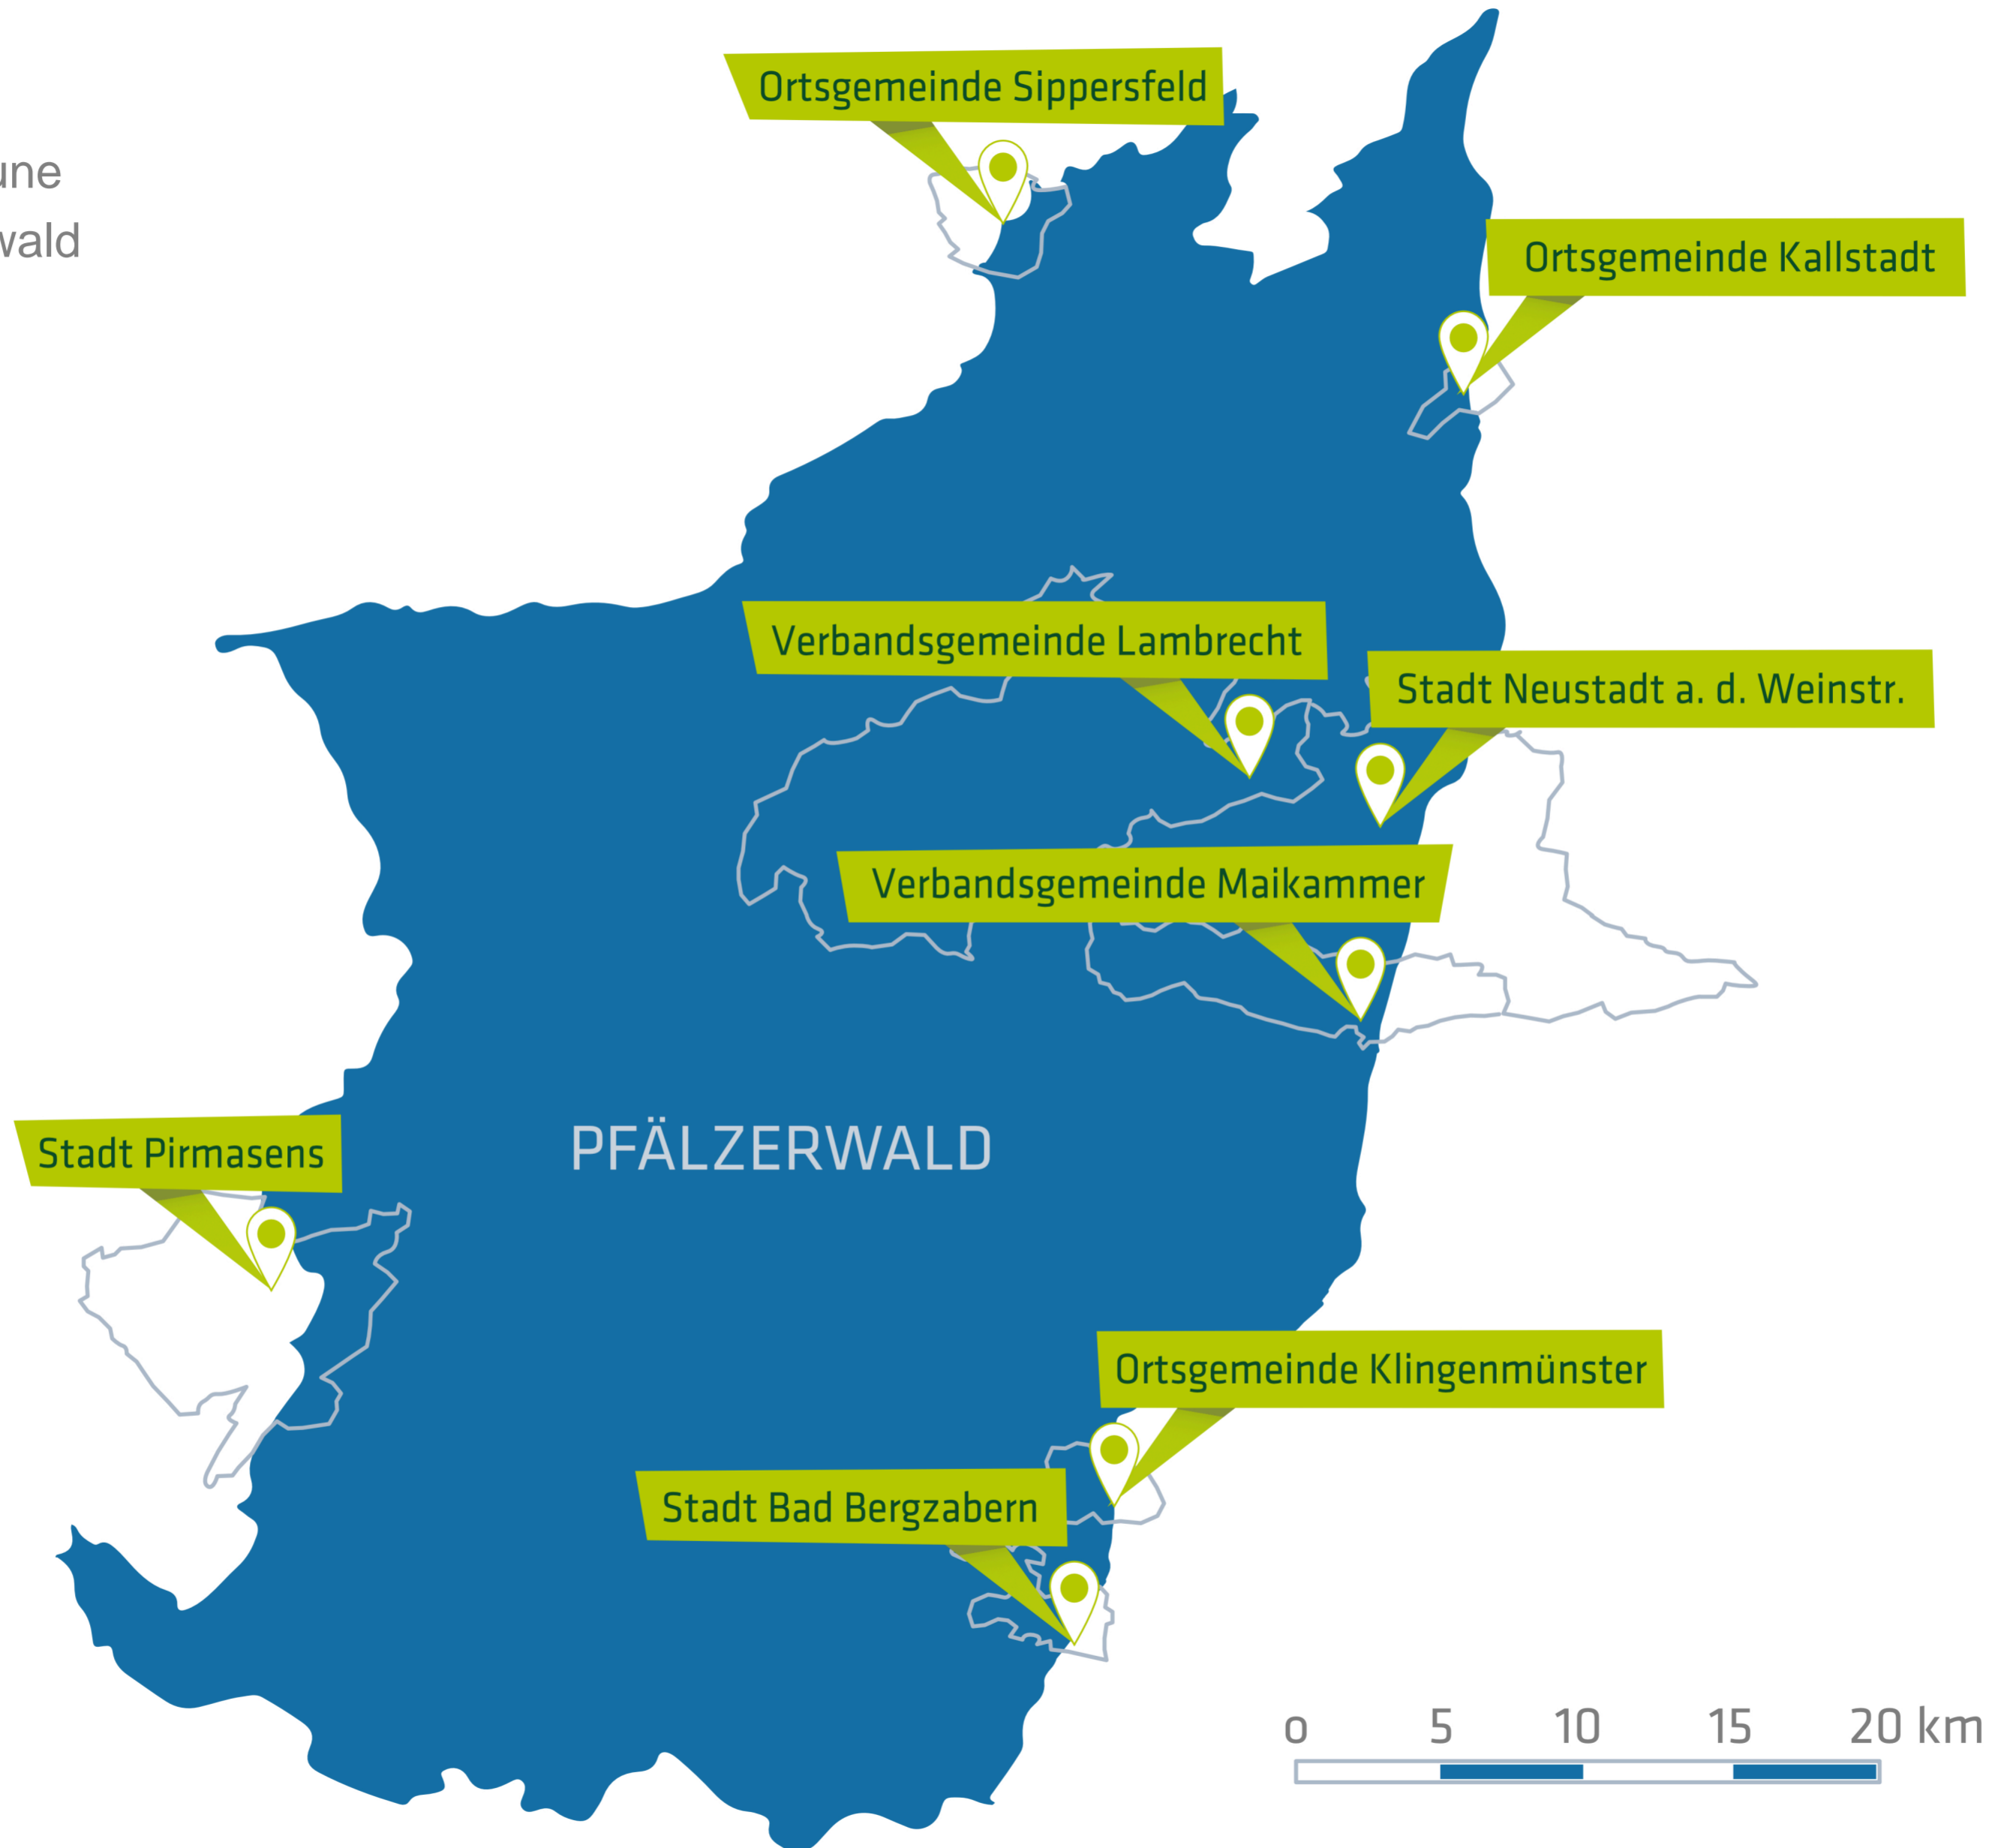 Ortsgemeinde Sippersfeld
une
wald
Ortsgemeinde Kallstadt
Verbandsgemeinde Lambrecht
Stadt Neustadt a. d. Weinstr.
Verbandsgemeinde Maikammer
PFÄLZERWALD
Stadt Pirmasens
Ortsgemeinde Klingenmünster
Stadt Bad Bergzabern
0 5 10 15 20 km